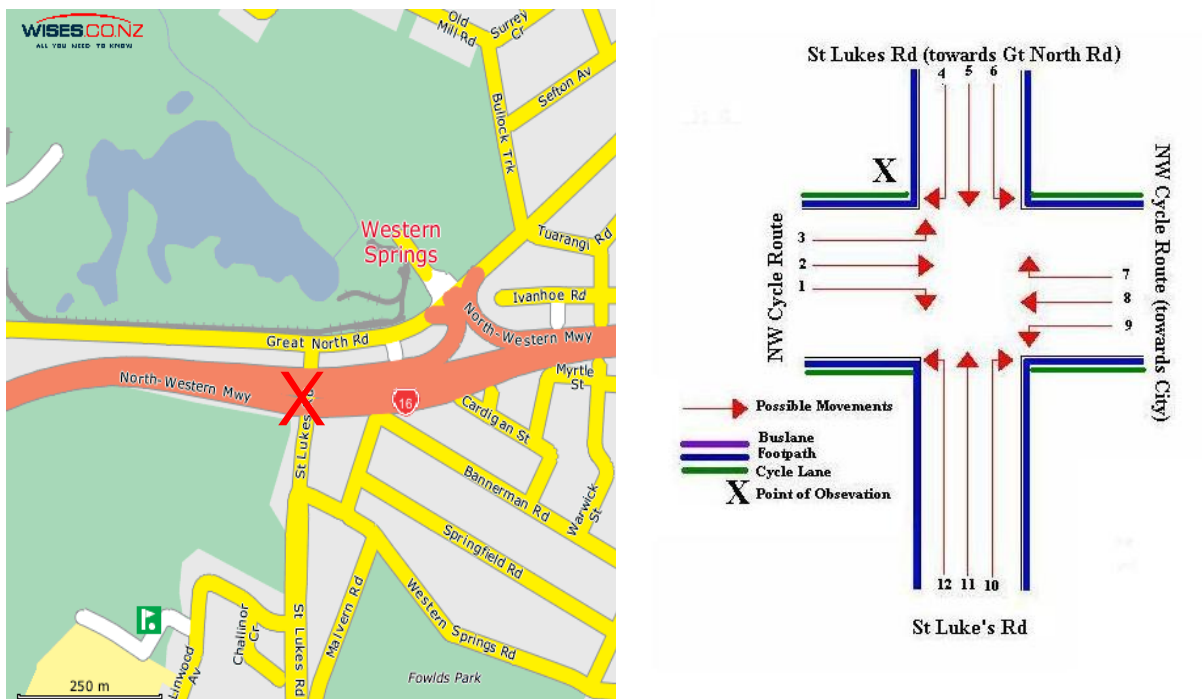 WISES.CO.NZ
ALL YOU NEED TO KNOW
Old
Mill Rd
Surrey
Cr
Sefton Av
Bullock Trk
Western
Springs
Tuarangi Rd
Ivanhoe Rd
Great North Rd
North-Western Mwy
North-Western Mwy
Myrtle
St
16
X
St Lukes Rd
Cardigan St
Bannerman Rd
Warwick
St
Springfield Rd
Malvern Rd
Western Springs Rd
St Lukes Rd
Challinor
Cr
Linwood
Av
Fowlds Park
250 m
St Lukes Rd (towards Gt North Rd)
4 5 6
X
NW Cycle Route
3
2
1
7
8
9
NW Cycle Route (towards City)
Possible Movements
Buslane
Footpath
Cycle Lane
X Point of Obsevation
12 11 10
St Luke's Rd